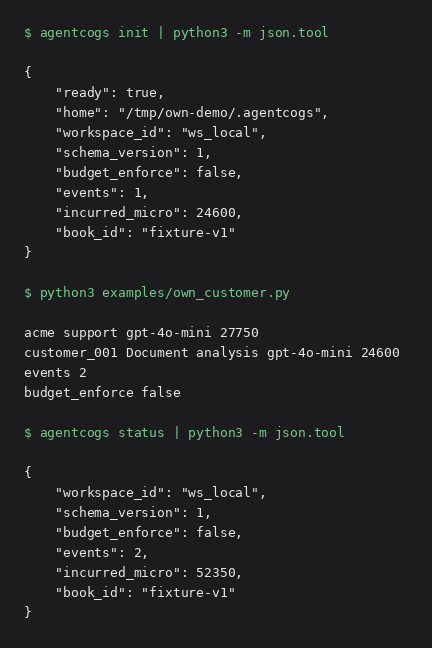 $ agentcogs init | python3 -m json.tool
{
    "ready": true,
    "home": "/tmp/own-demo/.agentcogs",
    "workspace_id": "ws_local",
    "schema_version": 1,
    "budget_enforce": false,
    "events": 1,
    "incurred_micro": 24600,
    "book_id": "fixture-v1"
}
$ python3 examples/own_customer.py
acme support gpt-4o-mini 27750
customer_001 Document analysis gpt-4o-mini 24600
events 2
budget_enforce false
$ agentcogs status | python3 -m json.tool
{
    "workspace_id": "ws_local",
    "schema_version": 1,
    "budget_enforce": false,
    "events": 2,
    "incurred_micro": 52350,
    "book_id": "fixture-v1"
}